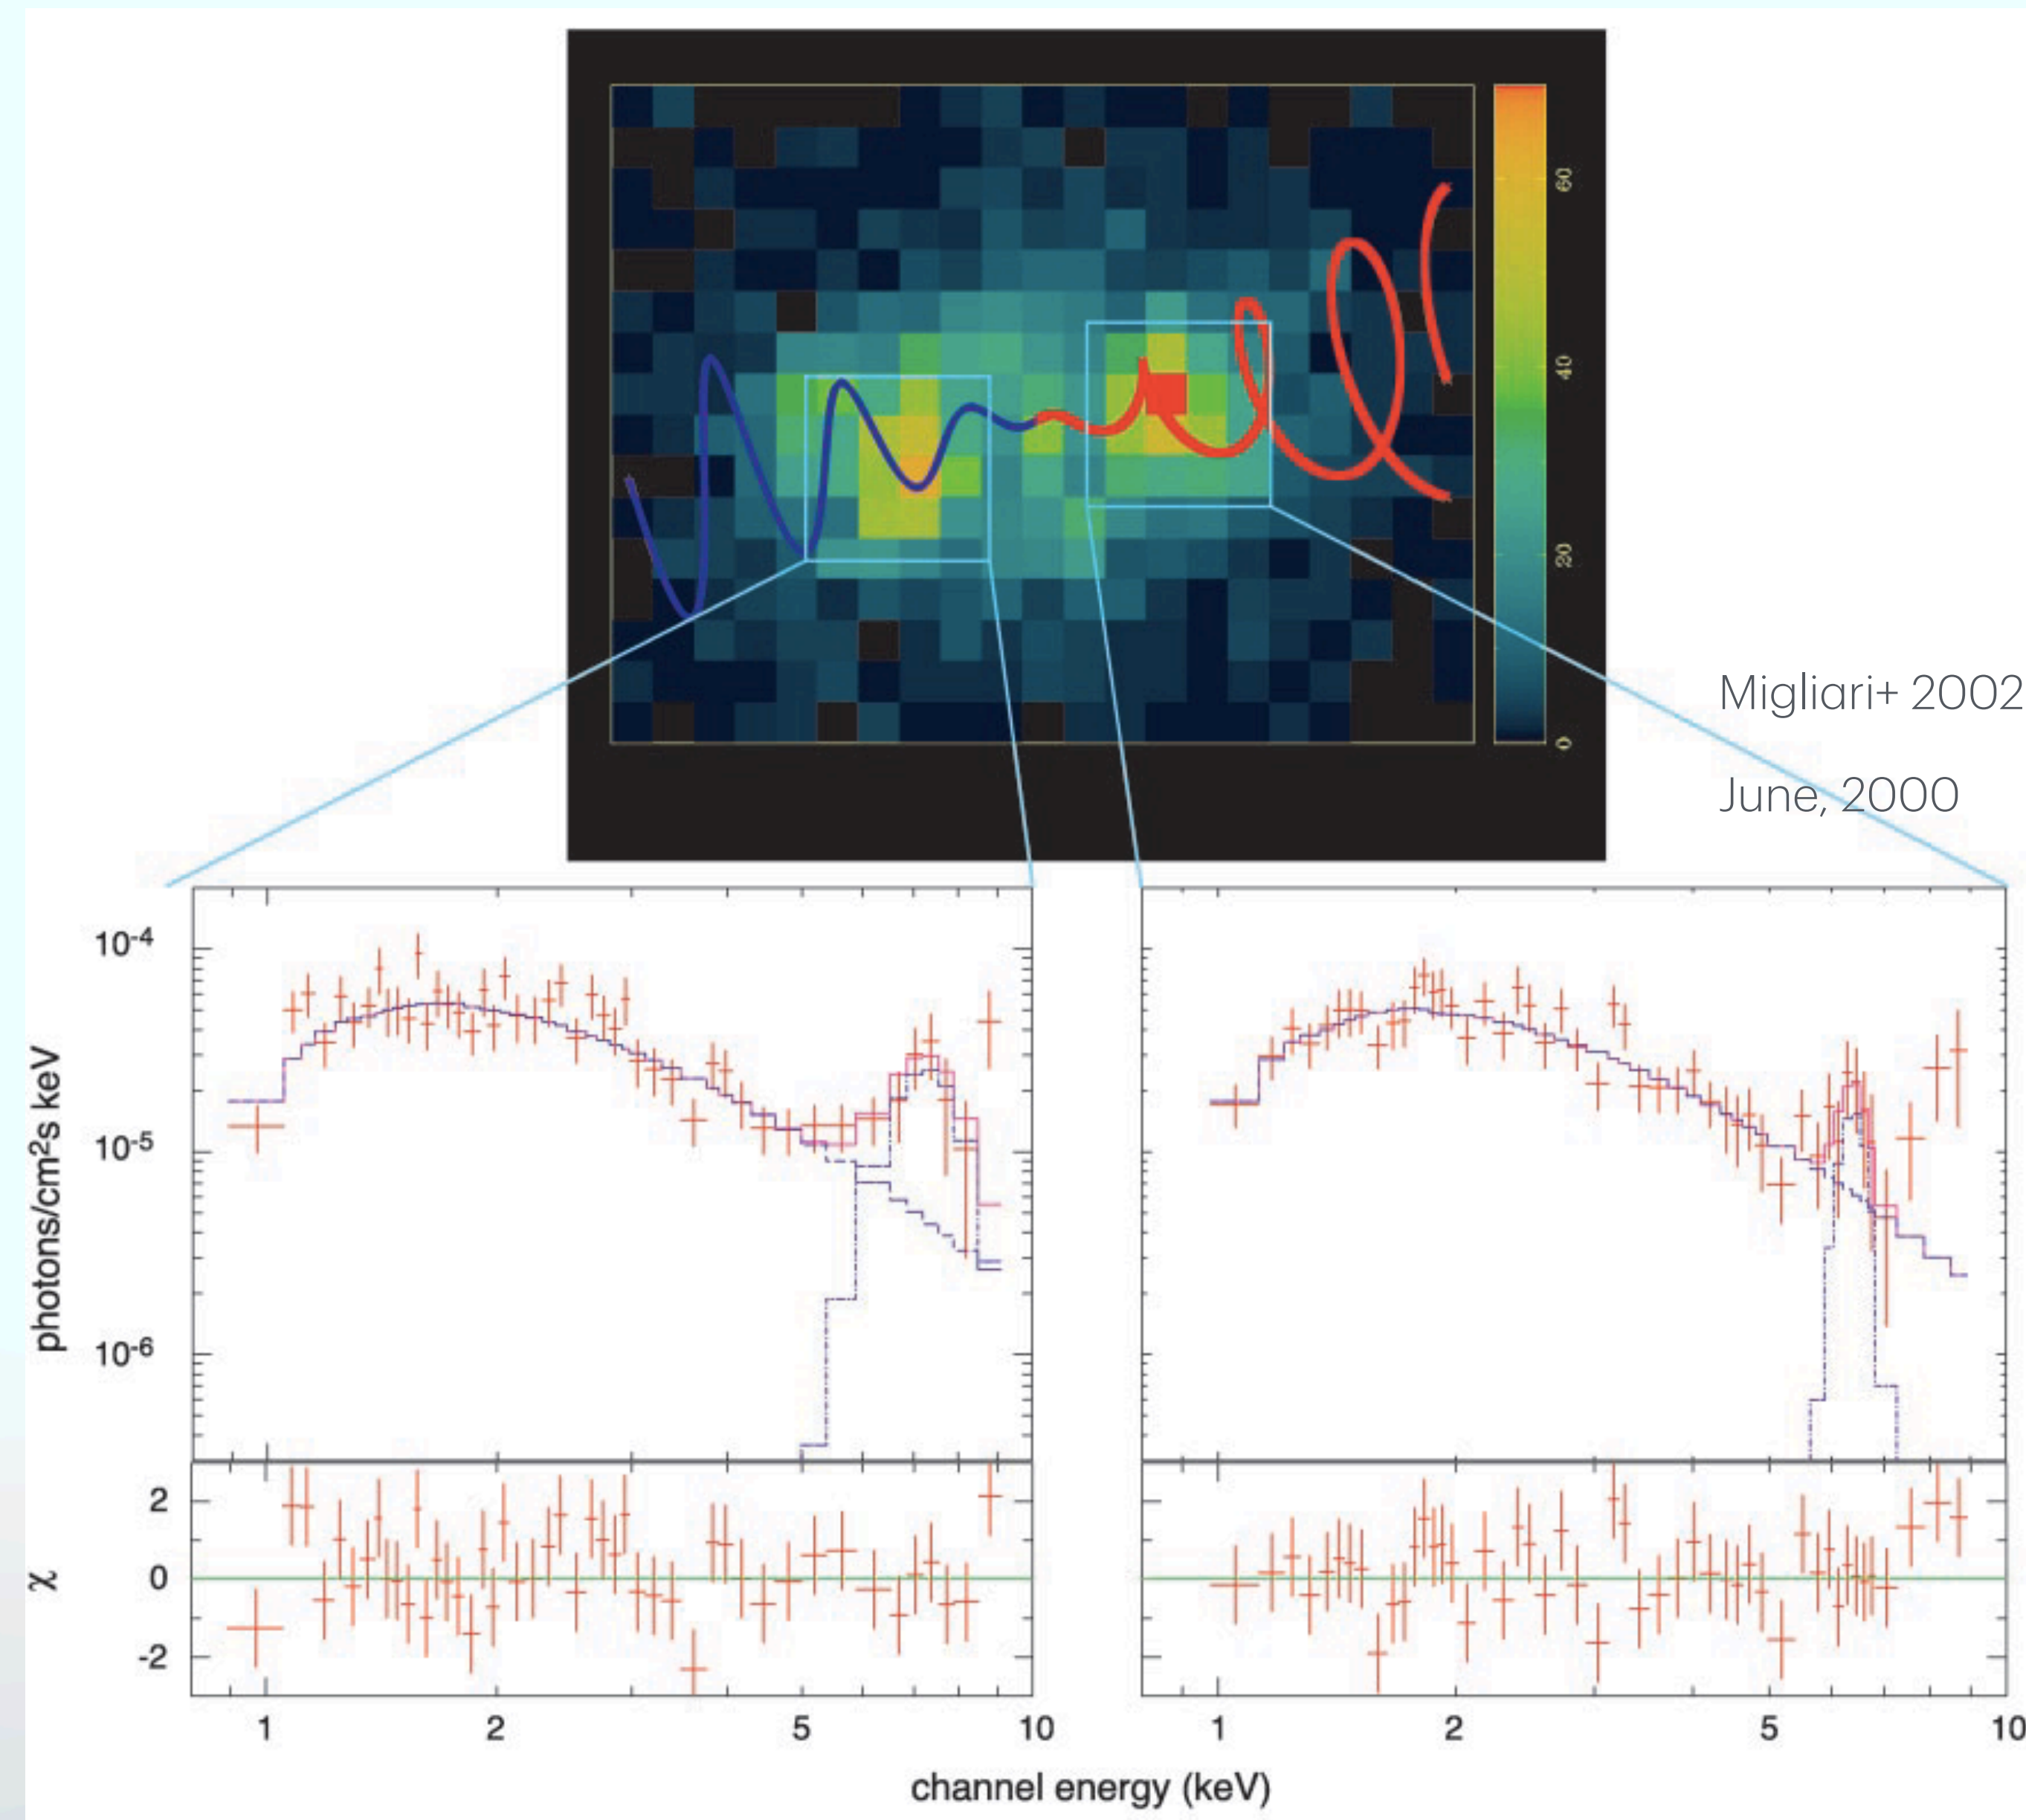 60
40
20
0
Migliari+ 2002
June, 2000
photons/cm²s keV
10⁻⁴
10⁻⁵
10⁻⁶
χ
2
0
-2
1 2 5 10
1 2 5 10
channel energy (keV)